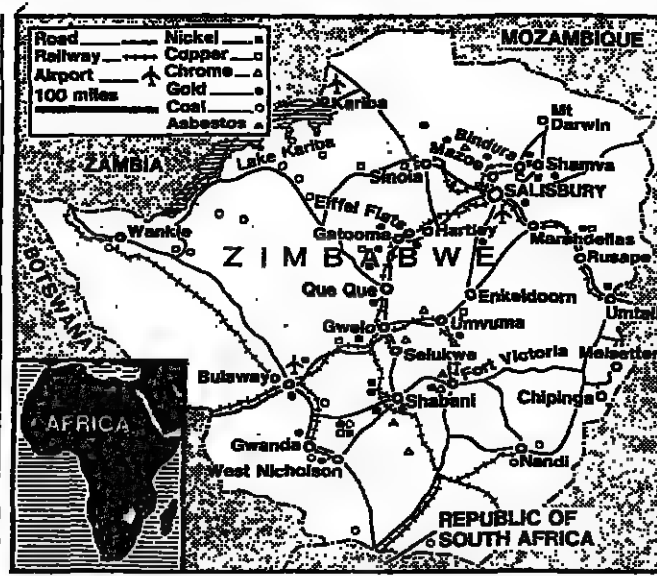 Road
Railway
Airport
100 miles
Nickel
Copper
Chrome
Gold
Coal
Asbestos
MOZAMBIQUE
ZAMBIA
Kariba
Lake Kariba
Mt
Darwin
Bindura
Mazoe
Shamva
Sinoia
SALISBURY
Eiffel Flats
Wankie
Gatooma
Hartley
Marandellas
Rusape
ZIMBABWE
BOTSWANA
Que Que
Enkeldoorn
Umtali
Gwelo
Umvuma
Selukwe
Fort Victoria
Melsetter
Bulawayo
Shabani
Chipinga
AFRICA
Gwanda
West Nicholson
Nandi
REPUBLIC OF
SOUTH AFRICA